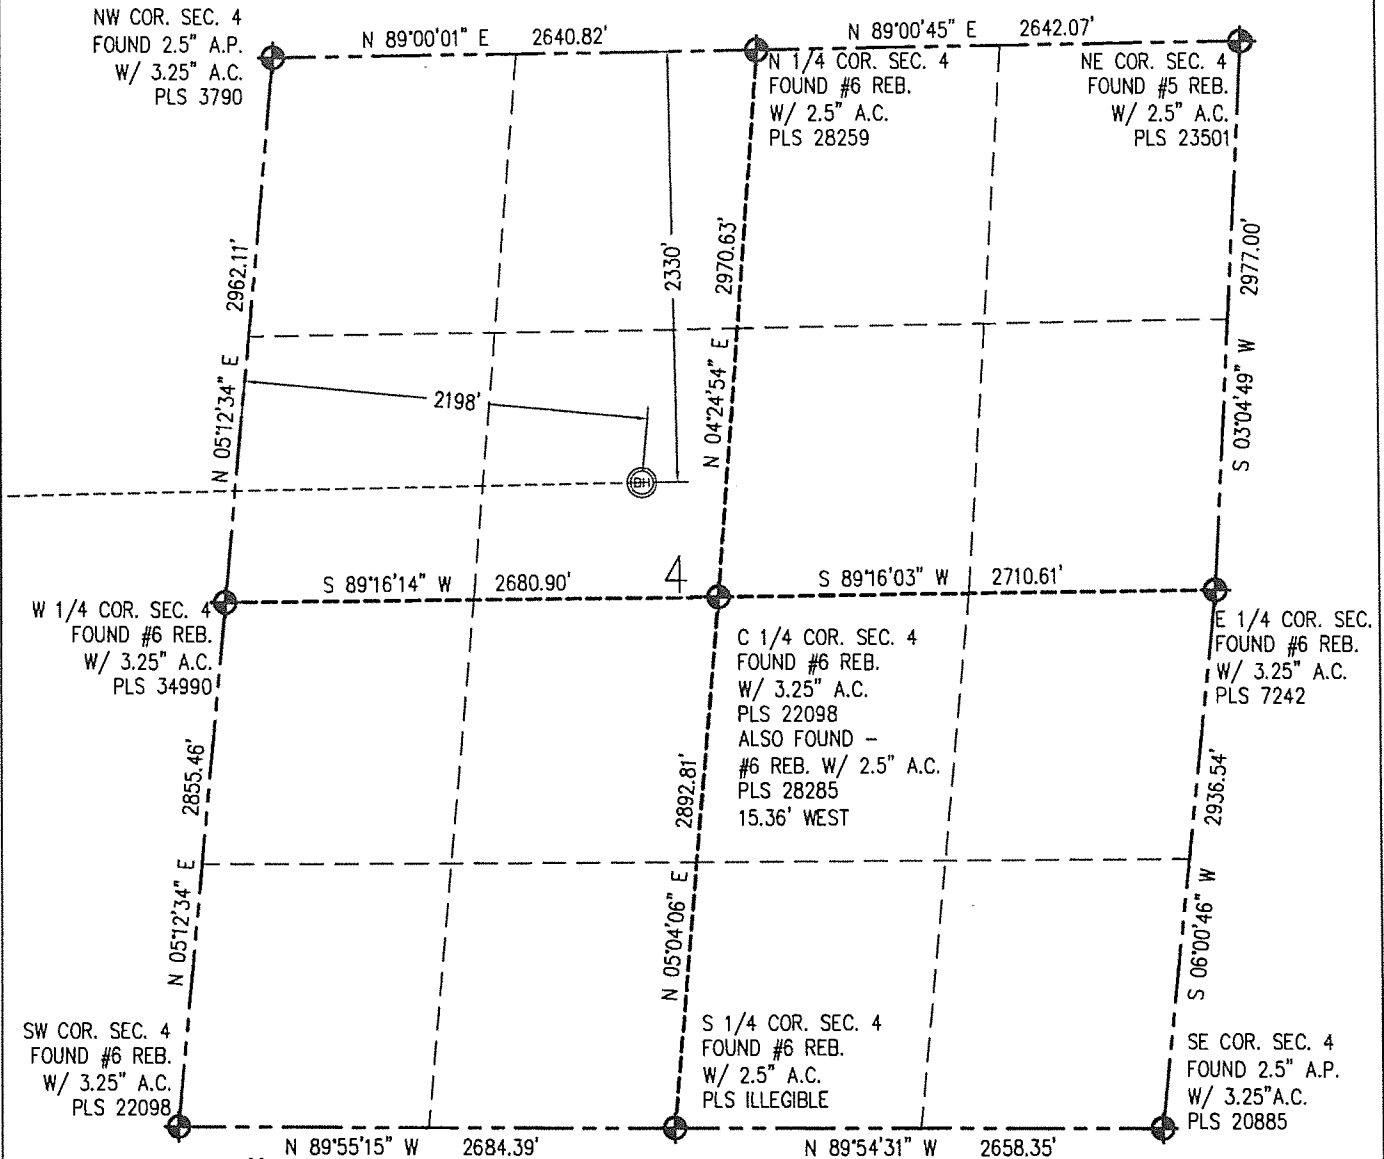 NW COR. SEC. 4
FOUND 2.5" A.P.
W/ 3.25" A.C.
PLS 3790
N 89°00'01" E 2640.82'
N 89°00'45" E 2642.07'
N 1/4 COR. SEC. 4
FOUND #6 REB.
W/ 2.5" A.C.
PLS 28259
NE COR. SEC. 4
FOUND #5 REB.
W/ 2.5" A.C.
PLS 23501
N 05°12'34" E 2962.11'
2330'
N 04°24'54" E 2970.63'
S 03°04'49" W 2977.00'
2198'
DH
S 89°16'14" W 2680.90'
4
S 89°16'03" W 2710.61'
W 1/4 COR. SEC. 4
FOUND #6 REB.
W/ 3.25" A.C.
PLS 34990
C 1/4 COR. SEC. 4
FOUND #6 REB.
W/ 3.25" A.C.
PLS 22098
ALSO FOUND -
#6 REB. W/ 2.5" A.C.
PLS 28285
15.36' WEST
E 1/4 COR. SEC.
FOUND #6 REB.
W/ 3.25" A.C.
PLS 7242
N 05°12'34" E 2855.46'
N 05°04'06" E 2892.81'
S 06°00'46" W 2936.54'
SW COR. SEC. 4
FOUND #6 REB.
W/ 3.25" A.C.
PLS 22098
S 1/4 COR. SEC. 4
FOUND #6 REB.
W/ 2.5" A.C.
PLS ILLEGIBLE
SE COR. SEC. 4
FOUND 2.5" A.P.
W/ 3.25"A.C.
PLS 20885
N 89°55'15" W 2684.39'
N 89°54'31" W 2658.35'